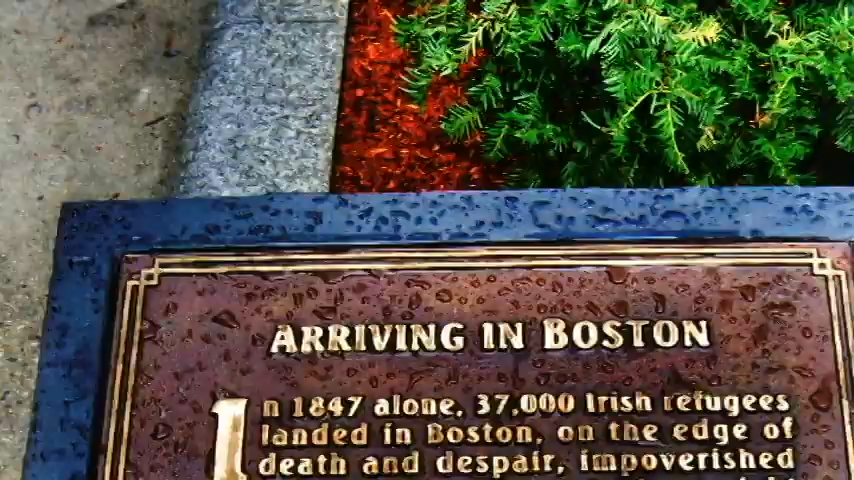 ARRIVING IN BOSTON
In 1847 alone, 37,000 Irish refugees
landed in Boston, on the edge of
death and despair, impoverished